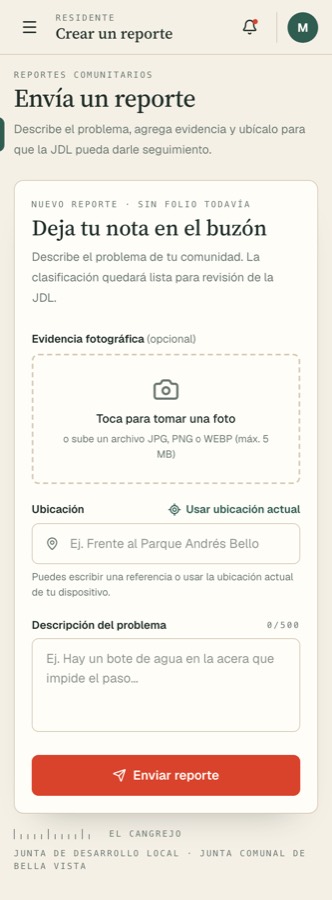 RESIDENTE
Crear un reporte
M
REPORTES COMUNITARIOS
Envía un reporte
Describe el problema, agrega evidencia y ubícalo para
que la JDL pueda darle seguimiento.
NUEVO REPORTE · SIN FOLIO TODAVÍA
Deja tu nota en el buzón
Describe el problema de tu comunidad. La
clasificación quedará lista para revisión de la
JDL.
Evidencia fotográfica (opcional)
Toca para tomar una foto
o sube un archivo JPG, PNG o WEBP (máx. 5
MB)
Ubicación
Usar ubicación actual
Ej. Frente al Parque Andrés Bello
Puedes escribir una referencia o usar la ubicación actual
de tu dispositivo.
Descripción del problema
0/500
Ej. Hay un bote de agua en la acera que
impide el paso...
Enviar reporte
EL CANGREJO
JUNTA DE DESARROLLO LOCAL · JUNTA COMUNAL DE
BELLA VISTA